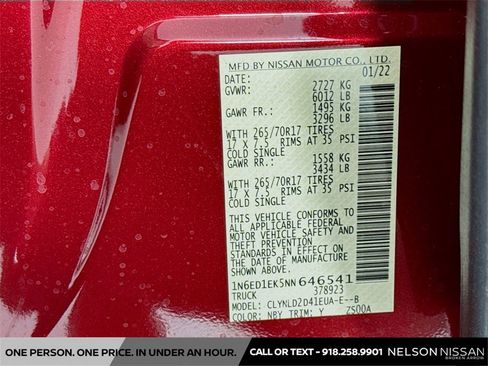 MFD BY NISSAN MOTOR CO., LTD.
DATE: 01/22
GVWR: 2727 KG
6012 LB
GAWR FR.: 1495 KG
3296 LB
WITH 265/70R17 TIRES
17 X 7.5 RIMS AT 35 PSI
COLD SINGLE
GAWR RR.: 1558 KG
3434 LB
WITH 265/70R17 TIRES
17 X 7.5 RIMS AT 35 PSI
COLD SINGLE
THIS VEHICLE CONFORMS TO
ALL APPLICABLE FEDERAL
MOTOR VEHICLE SAFETY AND THEFT
STANDARDS IN EFFECT ON THE
DATE OF MANUFACTURE SHOWN
ABOVE.
1N6ED1EK5NN646541
TRUCK 378923
MODEL: CLYNLDZD41EUA-E--B
COLOR: NBY TRIM: Y ZS00A
ONE PERSON. ONE PRICE. IN UNDER AN HOUR.
CALL OR TEXT - 918.258.9901
NELSON NISSAN
BROKEN ARROW